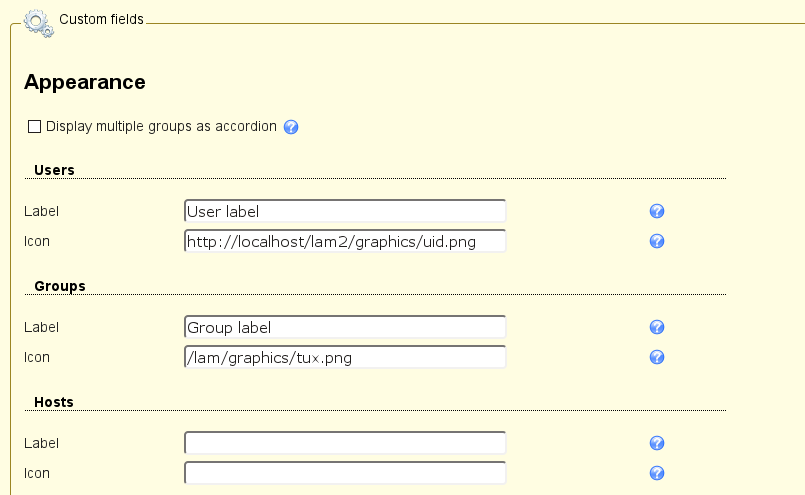 Custom fields
Appearance
Display multiple groups as accordion
Users
Label User label
Icon http://localhost/lam2/graphics/uid.png
Groups
Label Group label
Icon /lam/graphics/tux.png
Hosts
Label
Icon